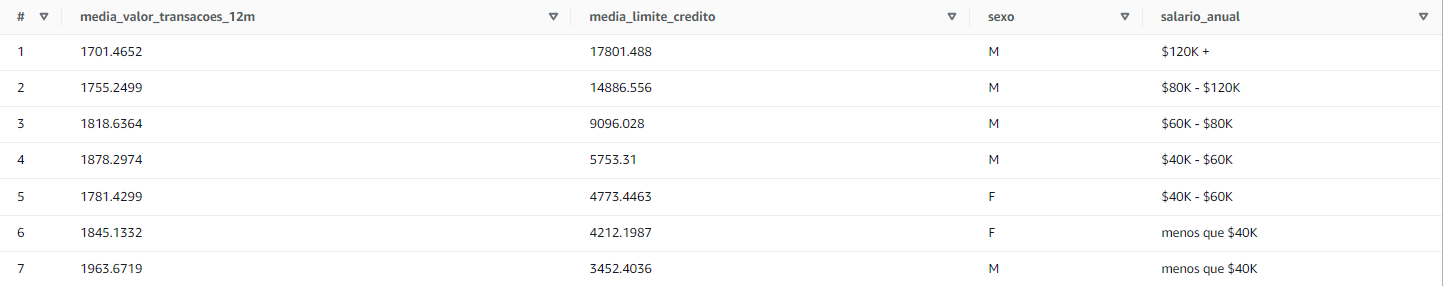 # media_valor_transacoes_12m media_limite_credito sexo salario_anual
1 1701.4652 17801.488 M $120K +
2 1755.2499 14886.556 M $80K - $120K
3 1818.6364 9096.028 M $60K - $80K
4 1878.2974 5753.31 M $40K - $60K
5 1781.4299 4773.4463 F $40K - $60K
6 1845.1332 4212.1987 F menos que $40K
7 1963.6719 3452.4036 M menos que $40K